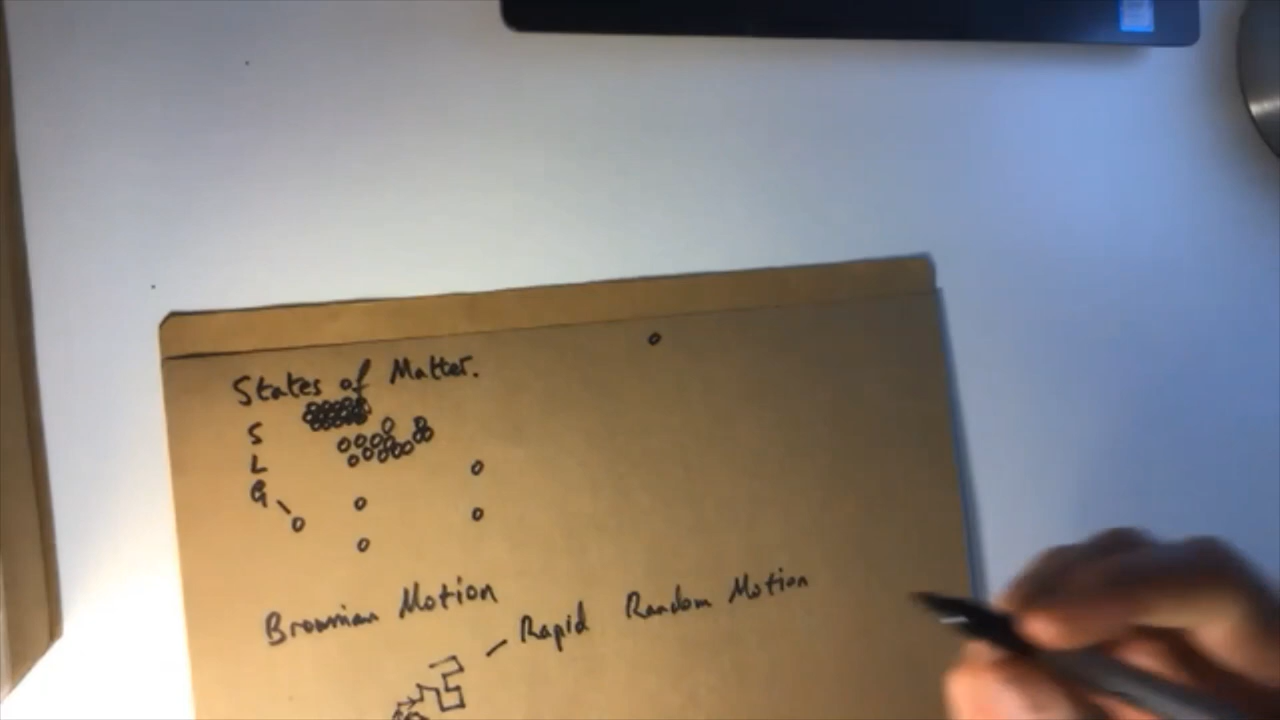 States of Matter.
S
L
G
Brownian Motion
Rapid Random Motion